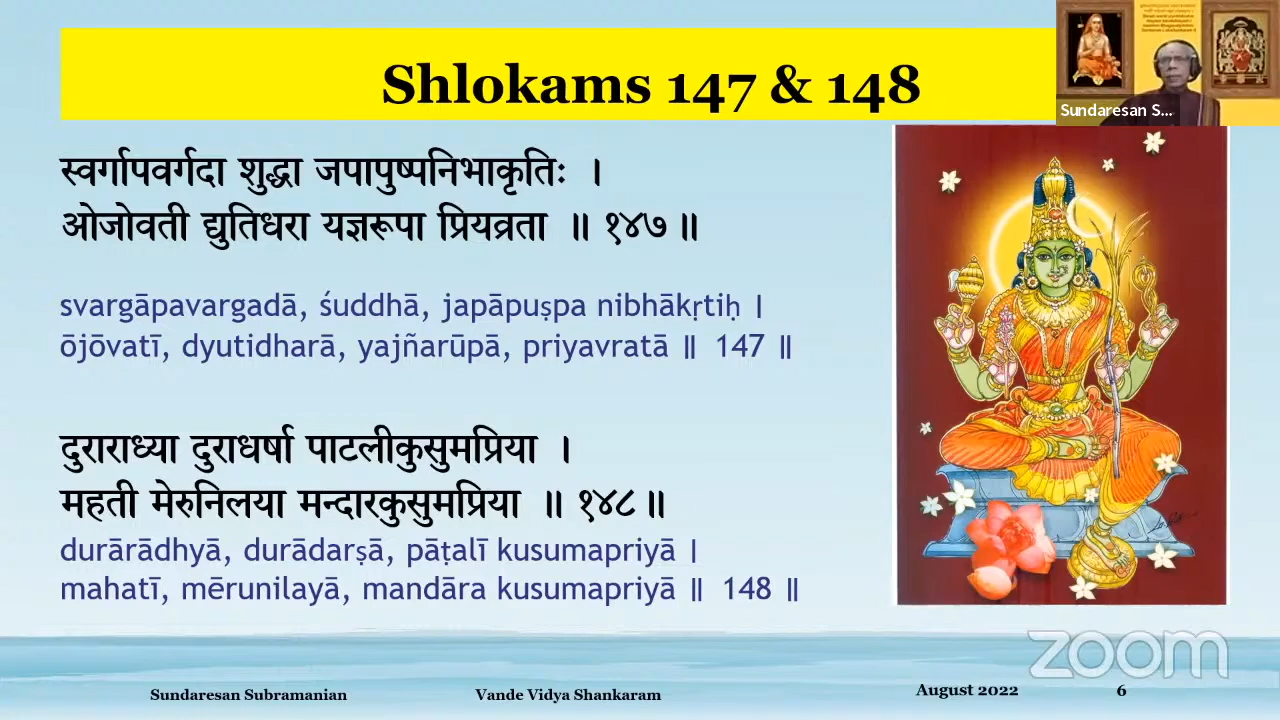 Shlokams 147 & 148
Sundaresan S...
स्वर्गापवर्गदा शुद्धा जपापुष्पनिभाकृतिः ।
ओजोवती द्युतिधरा यज्ञरूपा प्रियव्रता ॥ १४७ ॥
svargāpavargadā, śuddhā, japāpuṣpa nibhākṛtiḥ |
ōjōvatī, dyutidharā, yajñarūpā, priyavratā ǁ 147 ǁ
दुराराध्या दुराधर्षा पाटलीकुसुमप्रिया ।
महती मेरुनिलया मन्दारकुसुमप्रिया ॥ १४८ ॥
durārādhyā, durādarṣā, pāṭalī kusumapriyā |
mahatī, mērunilayā, mandāra kusumapriyā ǁ 148 ǁ
zoom
Sundaresan Subramanian Vande Vidya Shankaram August 2022 6